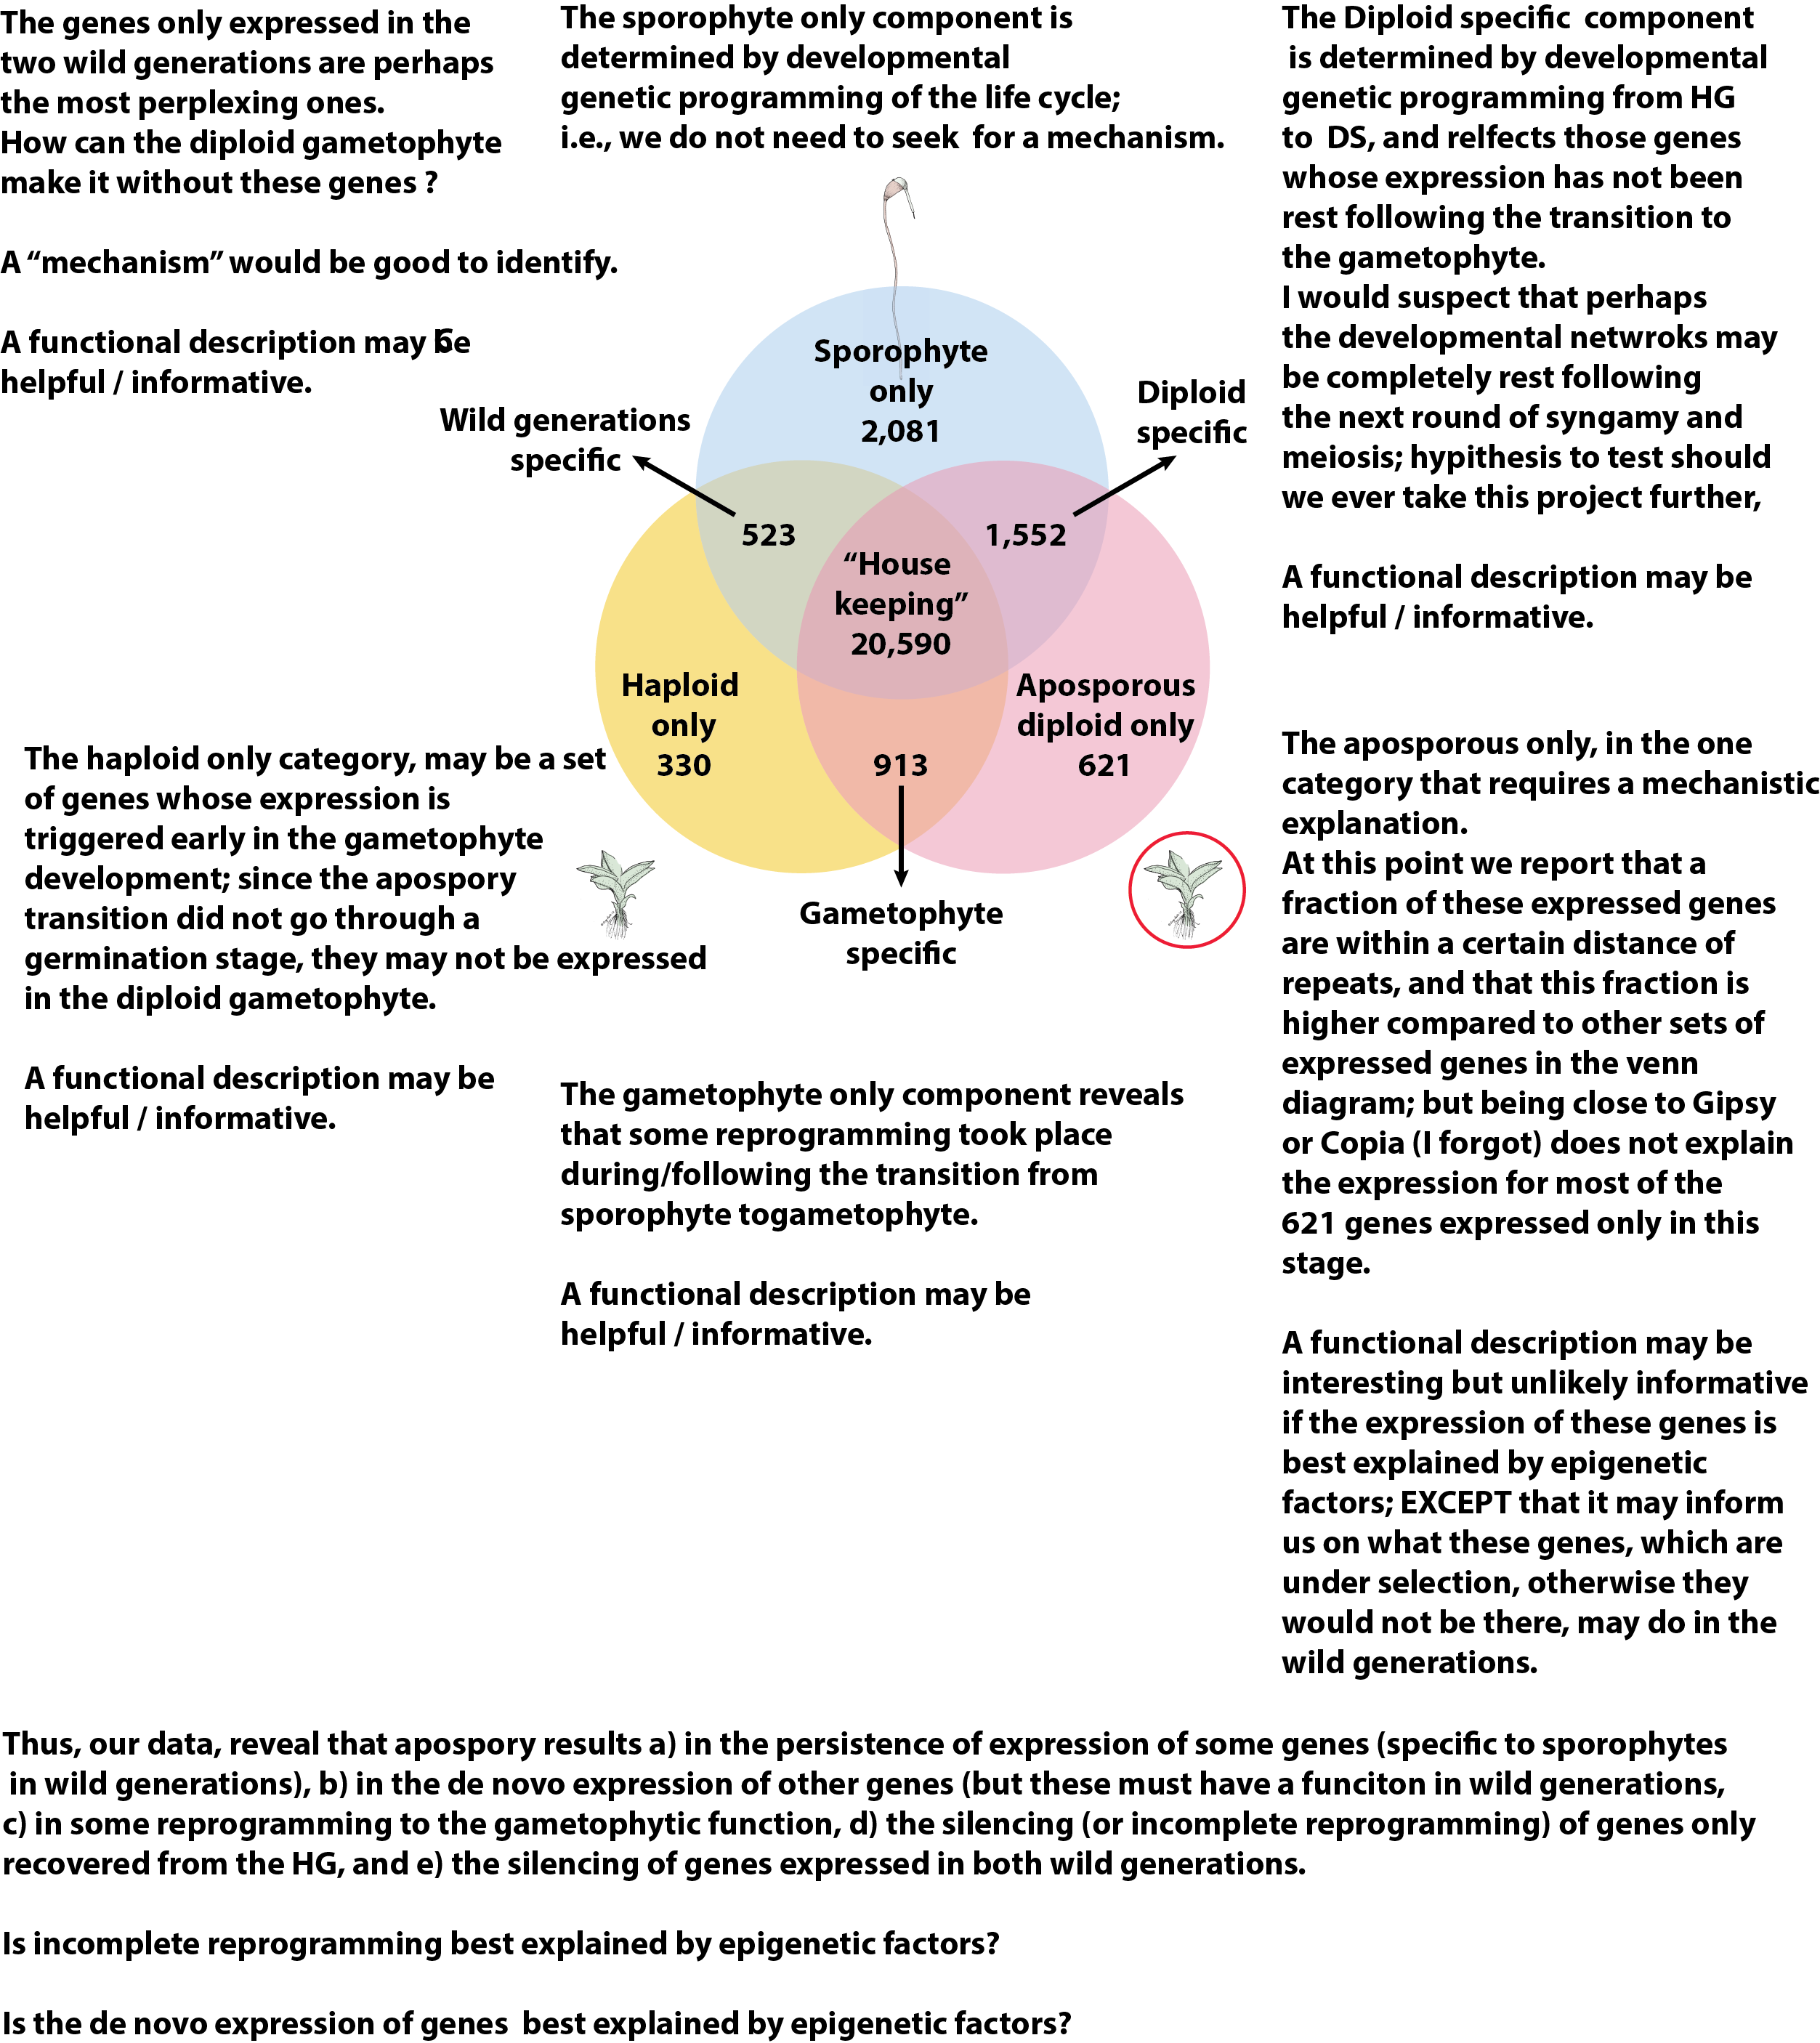 The genes only expressed in the
two wild generations are perhaps
the most perplexing ones.
How can the diploid gametophyte
make it without these genes ?
A “mechanism” would be good to identify.
A functional description may be
helpful / informative.
The sporophyte only component is
determined by developmental
genetic programming of the life cycle;
i.e., we do not need to seek for a mechanism.
The Diploid specific component
is determined by developmental
genetic programming from HG
to DS, and relfects those genes
whose expression has not been
rest following the transition to
the gametophyte.
I would suspect that perhaps
the developmental netwroks may
be completely rest following
the next round of syngamy and
meiosis; hypithesis to test should
we ever take this project further,
A functional description may be
helpful / informative.
Wild generations
specific
Sporophyte
only
2,081
Diploid
specific
523
1,552
“House
keeping”
20,590
Haploid
only
330
Aposporous
diploid only
621
913
Gametophyte
specific
The haploid only category, may be a set
of genes whose expression is
triggered early in the gametophyte
development; since the apospory
transition did not go through a
germination stage, they may not be expressed
in the diploid gametophyte.
A functional description may be
helpful / informative.
The gametophyte only component reveals
that some reprogramming took place
during/following the transition from
sporophyte togametophyte.
A functional description may be
helpful / informative.
The aposporous only, in the one
category that requires a mechanistic
explanation.
At this point we report that a
fraction of these expressed genes
are within a certain distance of
repeats, and that this fraction is
higher compared to other sets of
expressed genes in the venn
diagram; but being close to Gipsy
or Copia (I forgot) does not explain
the expression for most of the
621 genes expressed only in this
stage.
A functional description may be
interesting but unlikely informative
if the expression of these genes is
best explained by epigenetic
factors; EXCEPT that it may inform
us on what these genes, which are
under selection, otherwise they
would not be there, may do in the
wild generations.
Thus, our data, reveal that apospory results a) in the persistence of expression of some genes (specific to sporophytes
in wild generations), b) in the de novo expression of other genes (but these must have a funciton in wild generations,
c) in some reprogramming to the gametophytic function, d) the silencing (or incomplete reprogramming) of genes only
recovered from the HG, and e) the silencing of genes expressed in both wild generations.
Is incomplete reprogramming best explained by epigenetic factors?
Is the de novo expression of genes best explained by epigenetic factors?